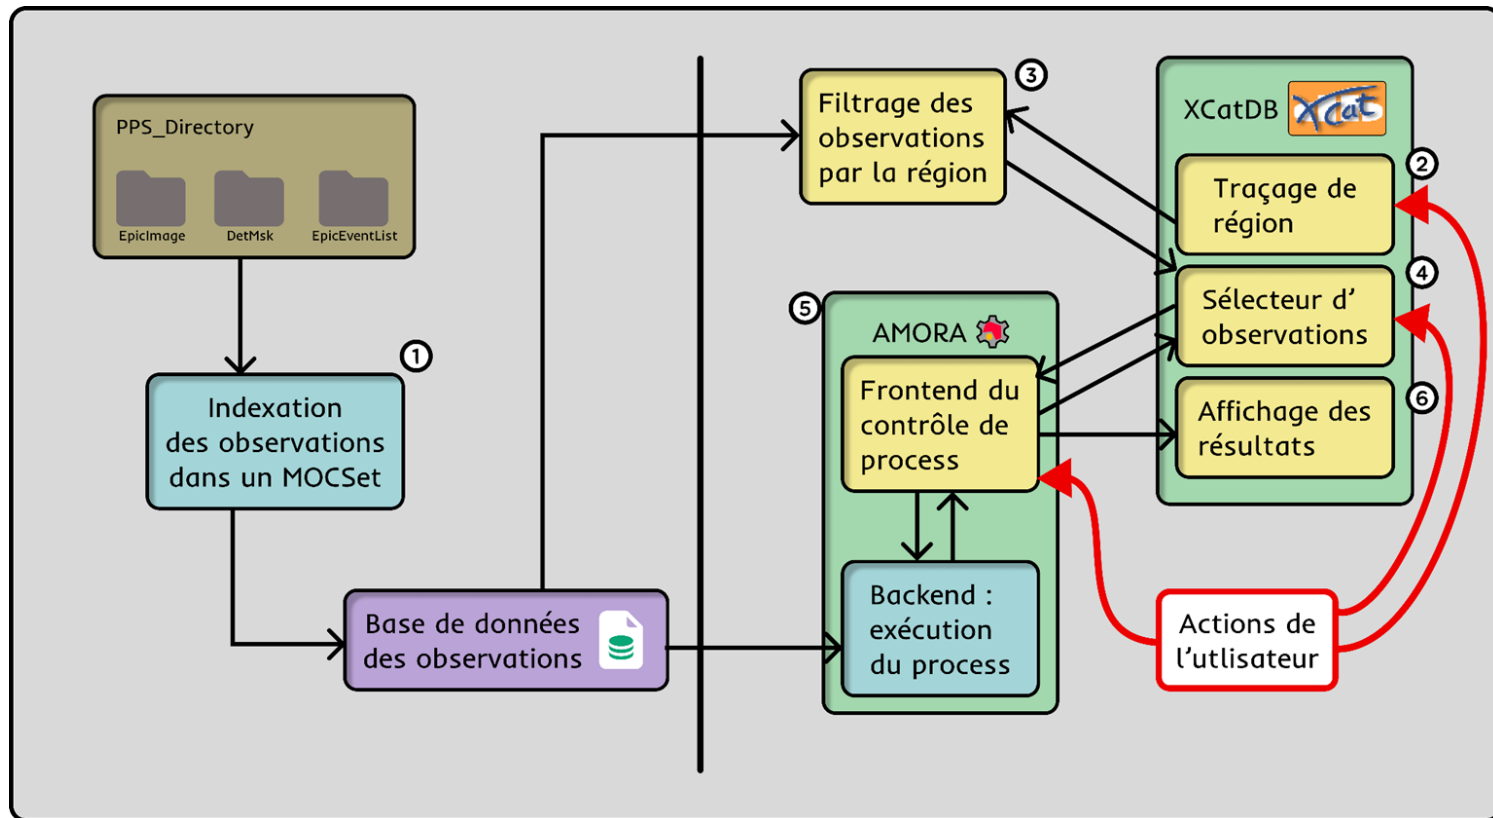 PPS_Directory
EpicImage
DetMsk
EpicEventList
1
Indexation
des observations
dans un MOCSet
Base de données
des observations
3
Filtrage des
observations
par la région
XCatDB
XCat
2
Traçage de
région
4
Sélecteur d'
observations
6
Affichage des
résultats
5
AMORA
Frontend du
contrôle de
process
Backend :
exécution
du process
Actions de
l'utlisateur